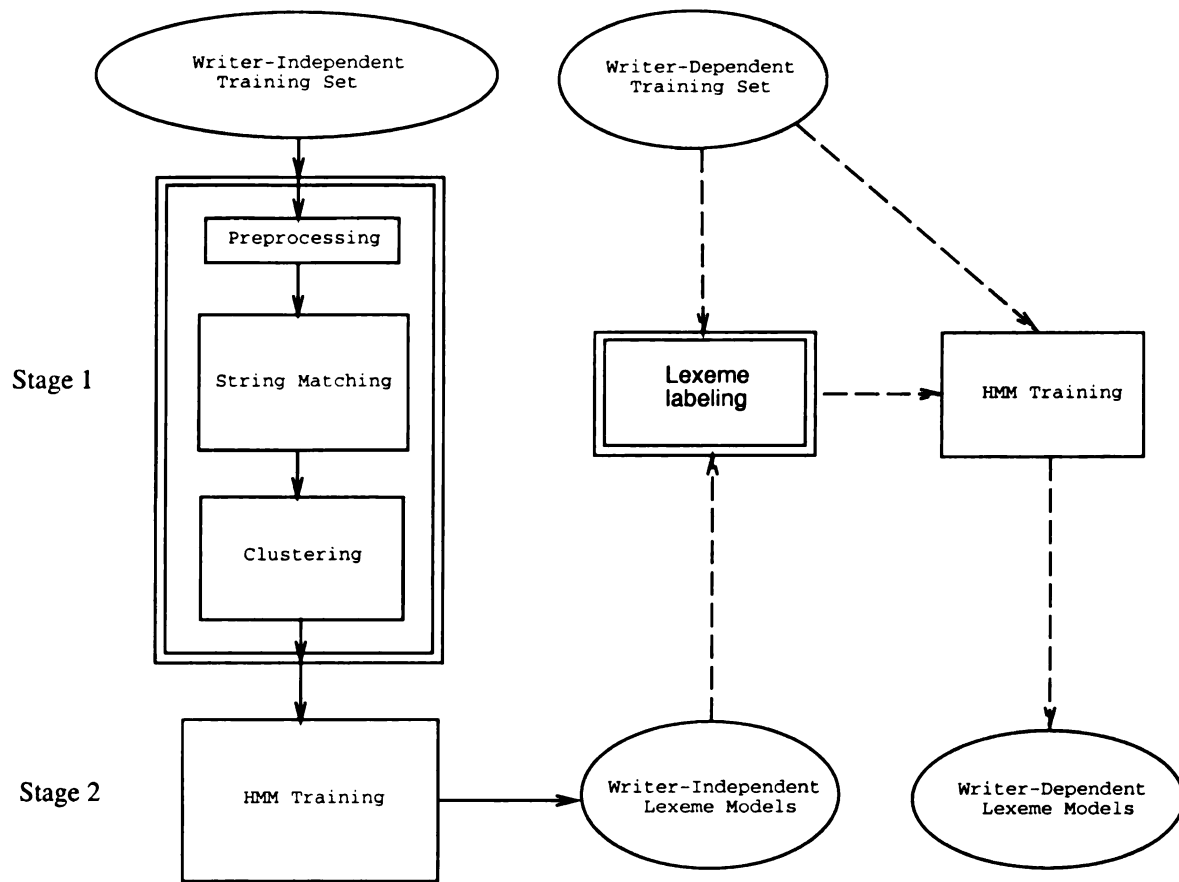 Writer-Independent
Training Set
Writer-Dependent
Training Set
Preprocessing
Stage 1
String Matching
Lexeme
labeling
HMM Training
Clustering
Stage 2
HMM Training
Writer-Independent
Lexeme Models
Writer-Dependent
Lexeme Models